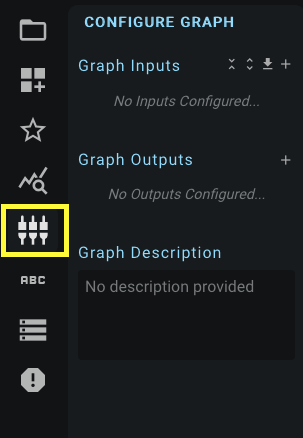 CONFIGURE GRAPH
Graph Inputs
No Inputs Configured...
Graph Outputs
No Outputs Configured...
ABC
Graph Description
No description provided